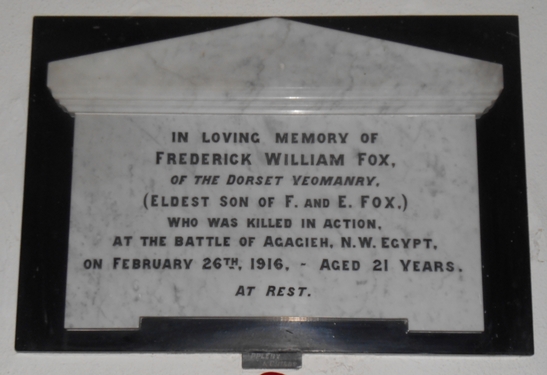 IN LOVING MEMORY OF
FREDERICK WILLIAM FOX,
OF THE DORSET YEOMANRY,
(ELDEST SON OF F. AND E. FOX.)
WHO WAS KILLED IN ACTION,
AT THE BATTLE OF AGAGIEH, N.W. EGYPT,
ON FEBRUARY 26TH, 1916, - AGED 21 YEARS.
AT REST.